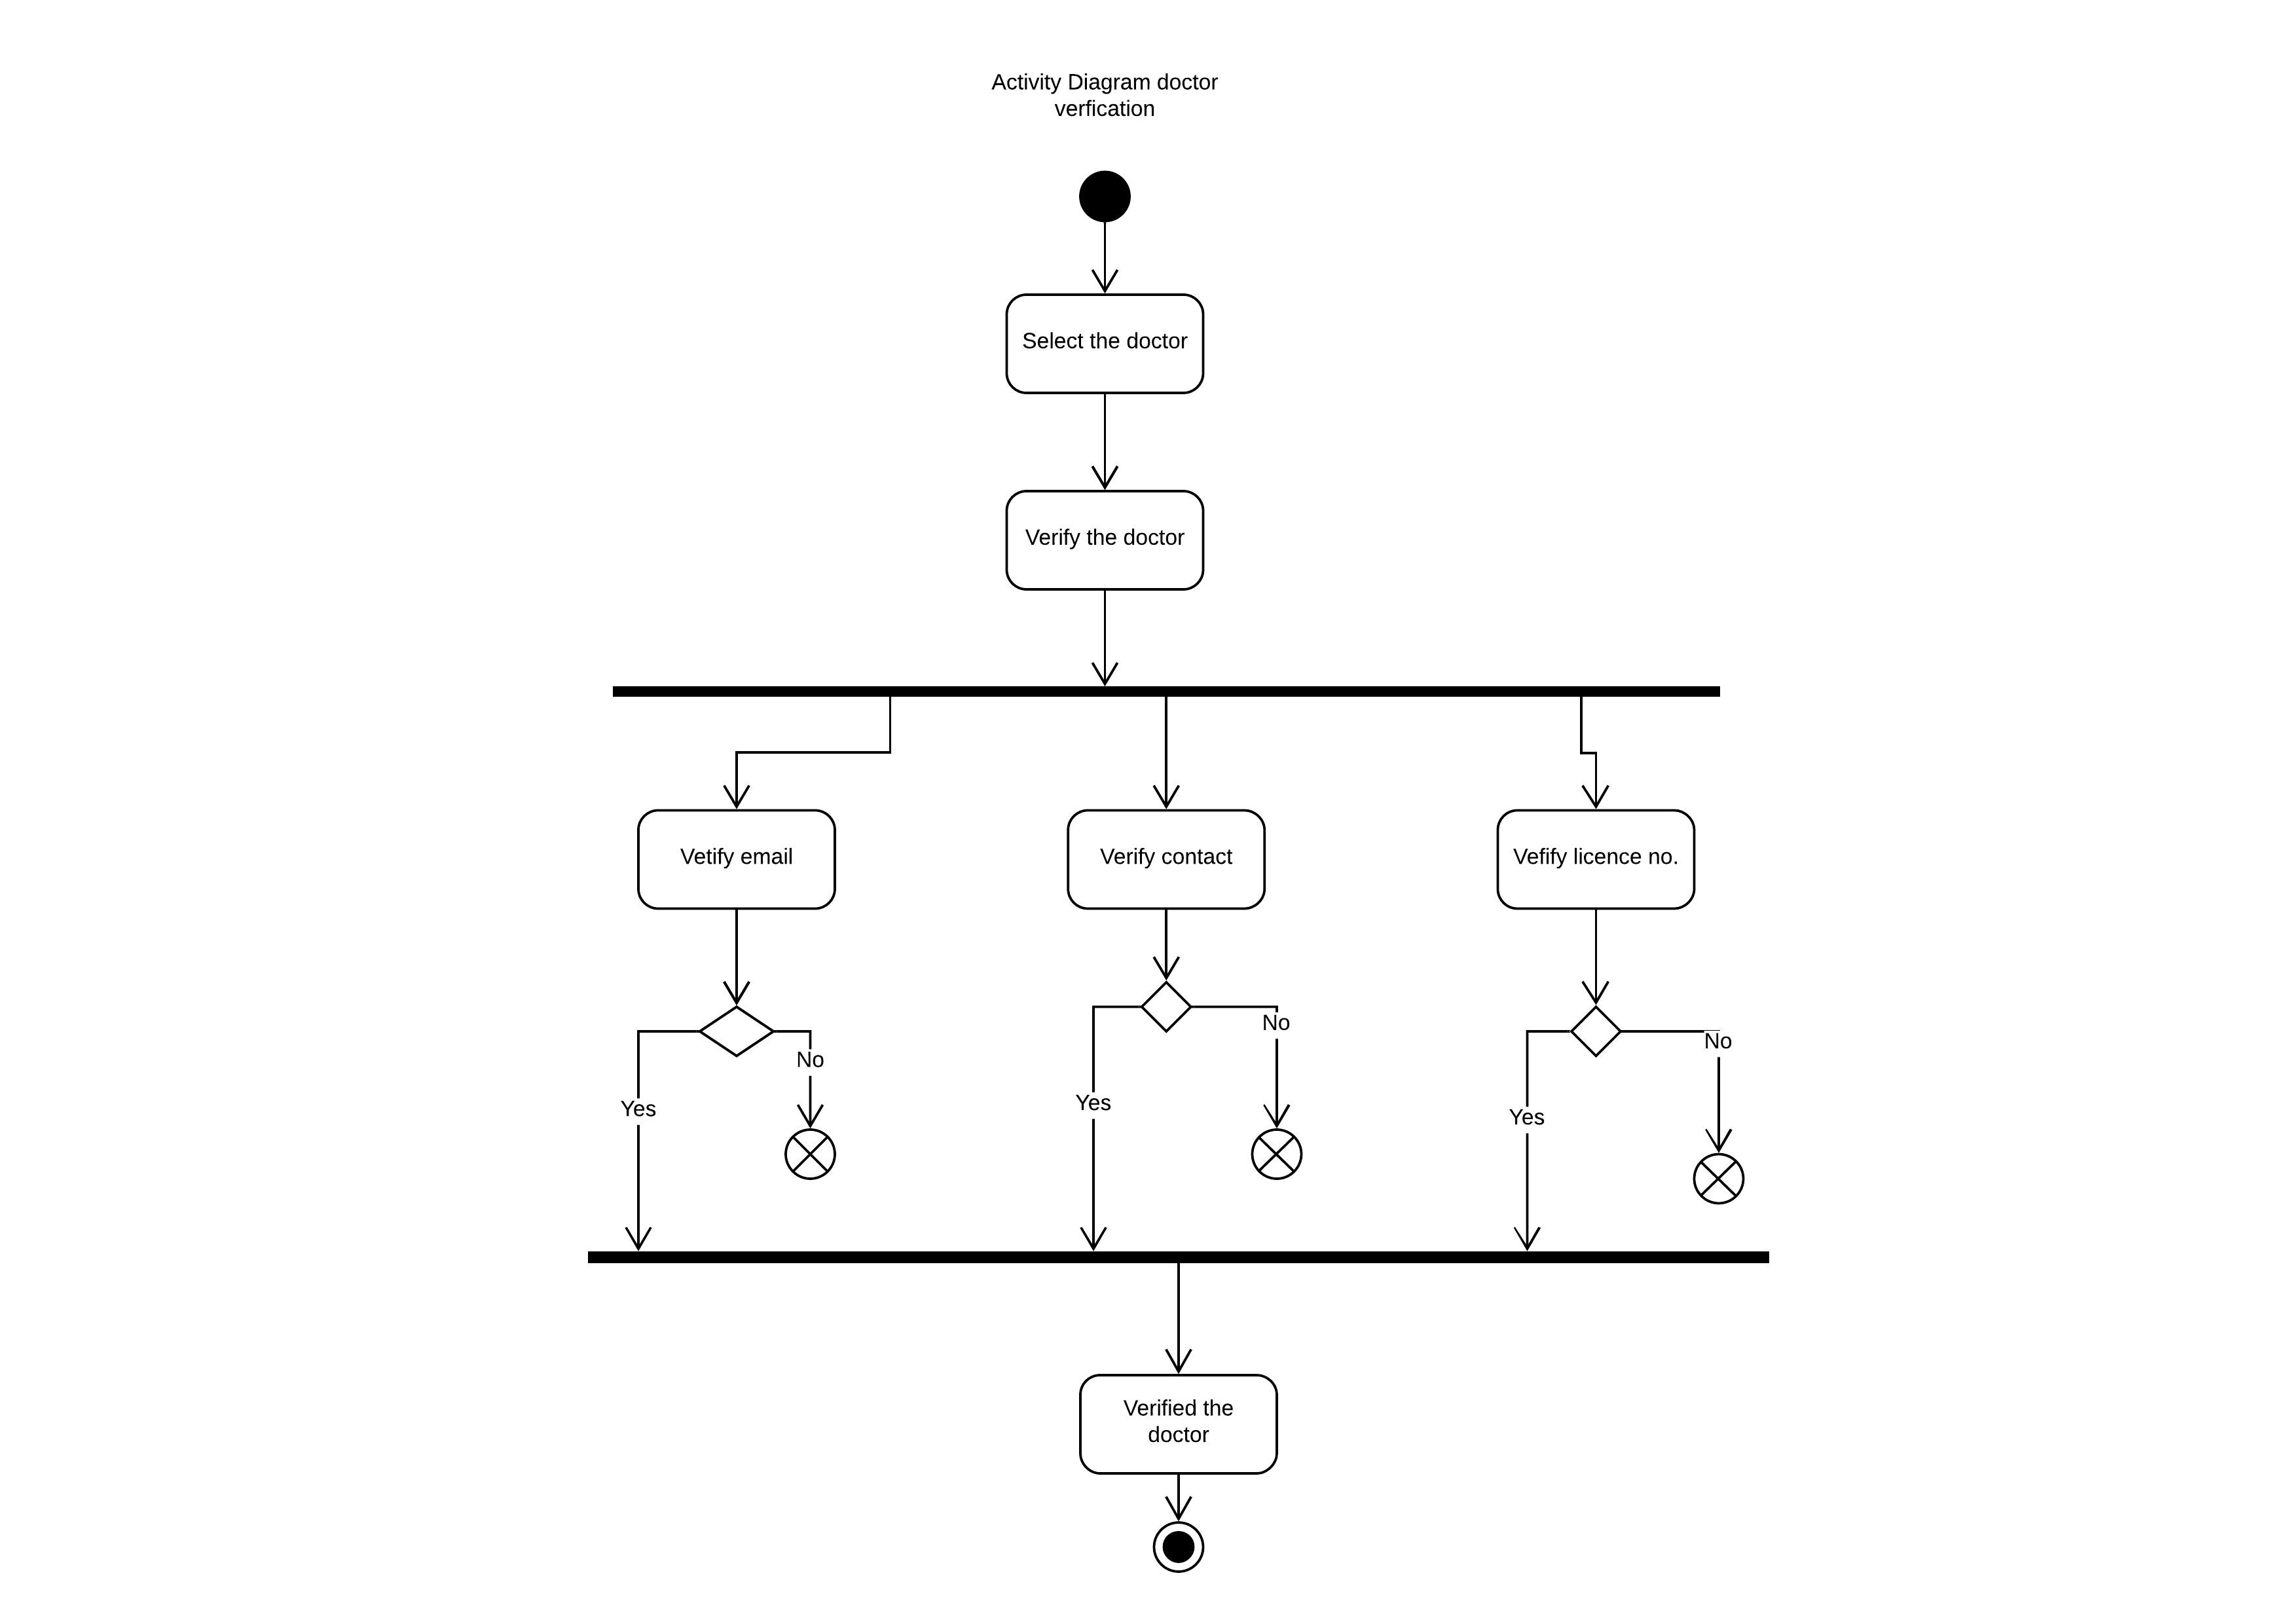 Activity Diagram doctor
verfication
Select the doctor
Verify the doctor
Vetify email
Verify contact
Vefify licence no.
No
No
No
Yes
Yes
Yes
Verified the
doctor